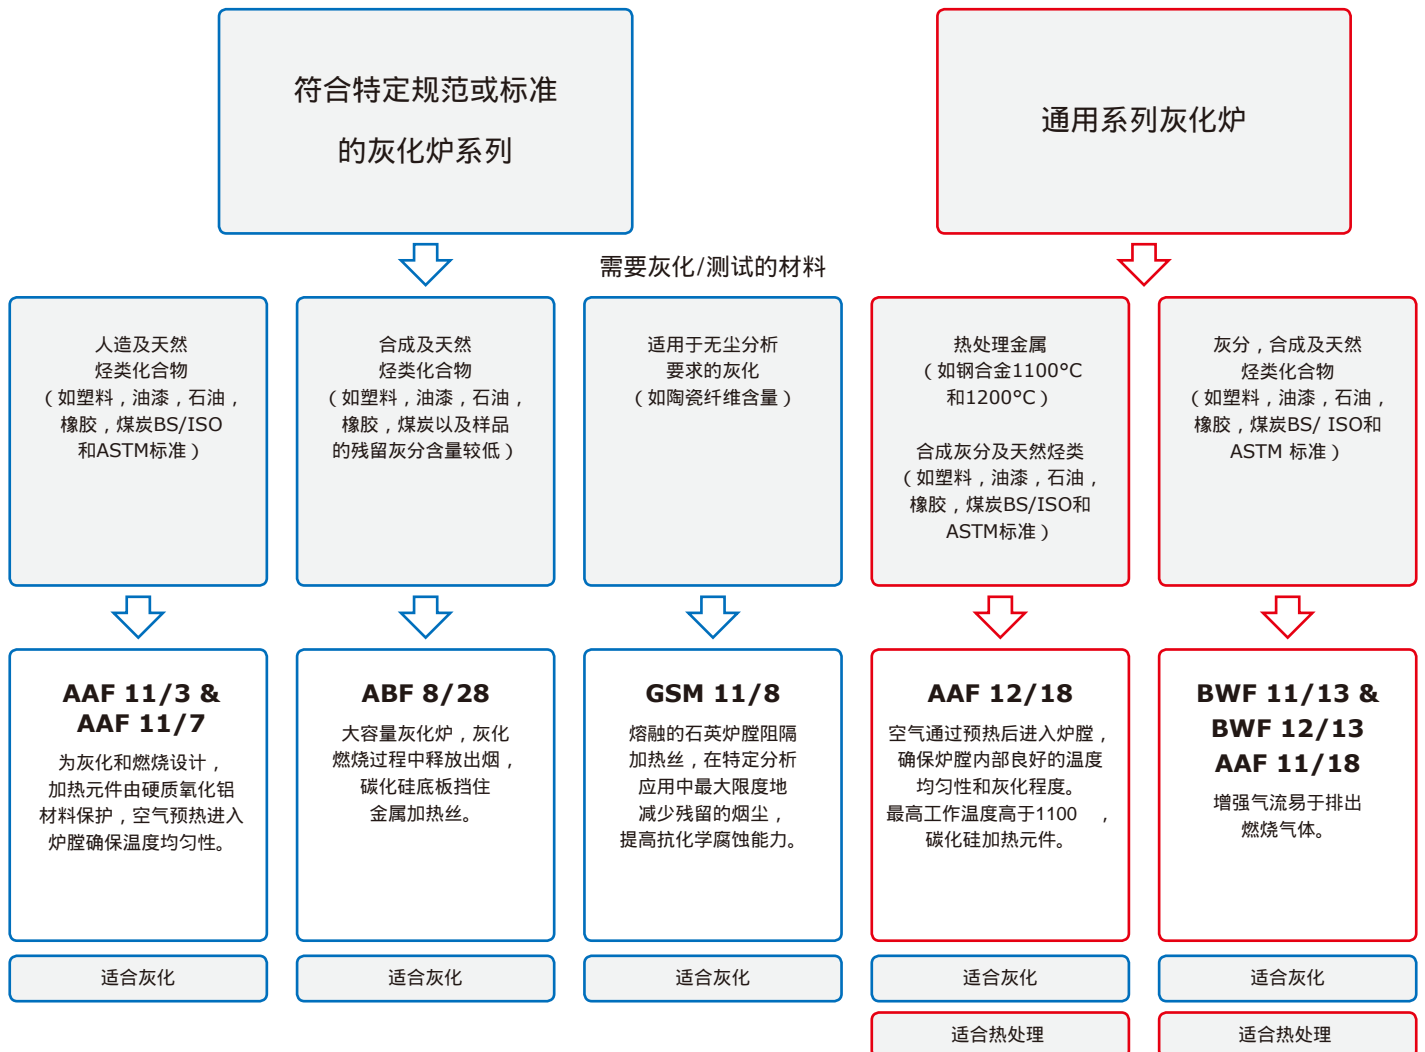 符合特定规范或标准
的灰化炉系列
通用系列灰化炉
需要灰化/测试的材料
人造及天然
烃类化合物
（如塑料，油漆，石油，
橡胶，煤炭BS/ISO
和ASTM标准）
合成及天然
烃类化合物
（如塑料，油漆，石油，
橡胶，煤炭以及样品
的残留灰分含量较低）
适用于无尘分析
要求的灰化
（如陶瓷纤维含量）
热处理金属
（如钢合金1100°C
和1200°C）
合成灰分及天然烃类
（如塑料，油漆，石油，
橡胶，煤炭BS/ISO和
ASTM标准）
灰分，合成及天然
烃类化合物
（如塑料，油漆，石油，
橡胶，煤炭BS/ ISO和
ASTM 标准）
AAF 11/3 &
AAF 11/7
为灰化和燃烧设计，
加热元件由硬质氧化铝
材料保护，空气预热进入
炉膛确保温度均匀性。
ABF 8/28
大容量灰化炉，灰化
燃烧过程中释放出烟，
碳化硅底板挡住
金属加热丝。
GSM 11/8
熔融的石英炉膛阻隔
加热丝，在特定分析
应用中最大限度地
减少残留的烟尘，
提高抗化学腐蚀能力。
AAF 12/18
空气通过预热后进入炉膛，
确保炉膛内部良好的温度
均匀性和灰化程度。
最高工作温度高于1100 ，
碳化硅加热元件。
BWF 11/13 &
BWF 12/13
AAF 11/18
增强气流易于排出
燃烧气体。
适合灰化
适合灰化
适合灰化
适合灰化
适合灰化
适合热处理
适合热处理